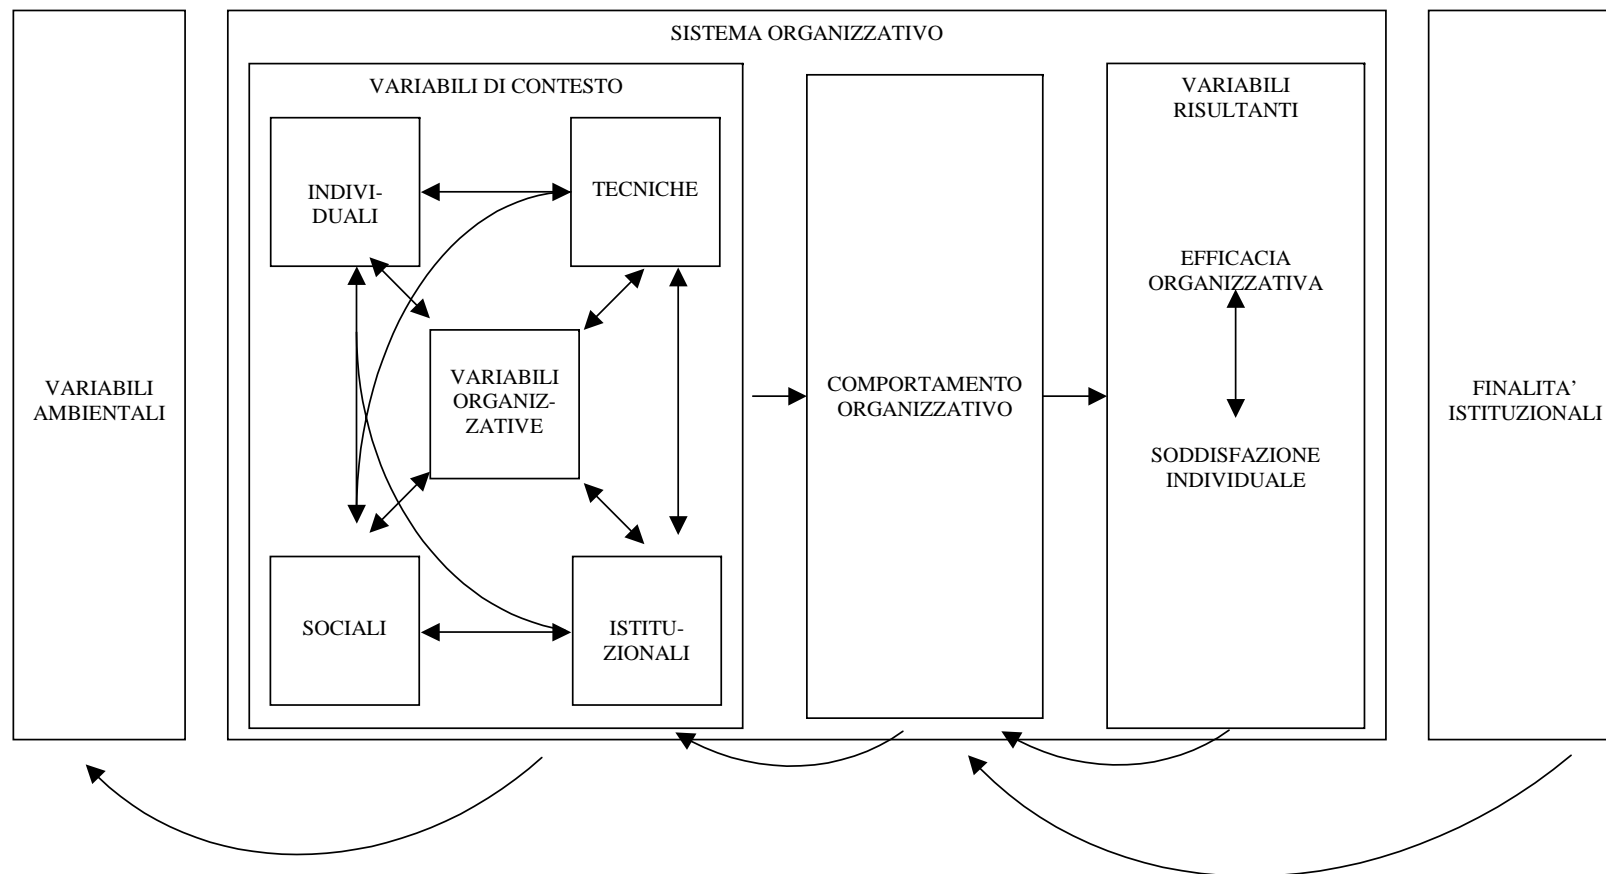 SISTEMA ORGANIZZATIVO
VARIABILI DI CONTESTO
VARIABILI
RISULTANTI
INDIVI-
DUALI
TECNICHE
EFFICACIA
ORGANIZZATIVA
VARIABILI
AMBIENTALI
VARIABILI
ORGANIZ-
ZATIVE
COMPORTAMENTO
ORGANIZZATIVO
FINALITA’
ISTITUZIONALI
SODDISFAZIONE
INDIVIDUALE
SOCIALI
ISTITU-
ZIONALI